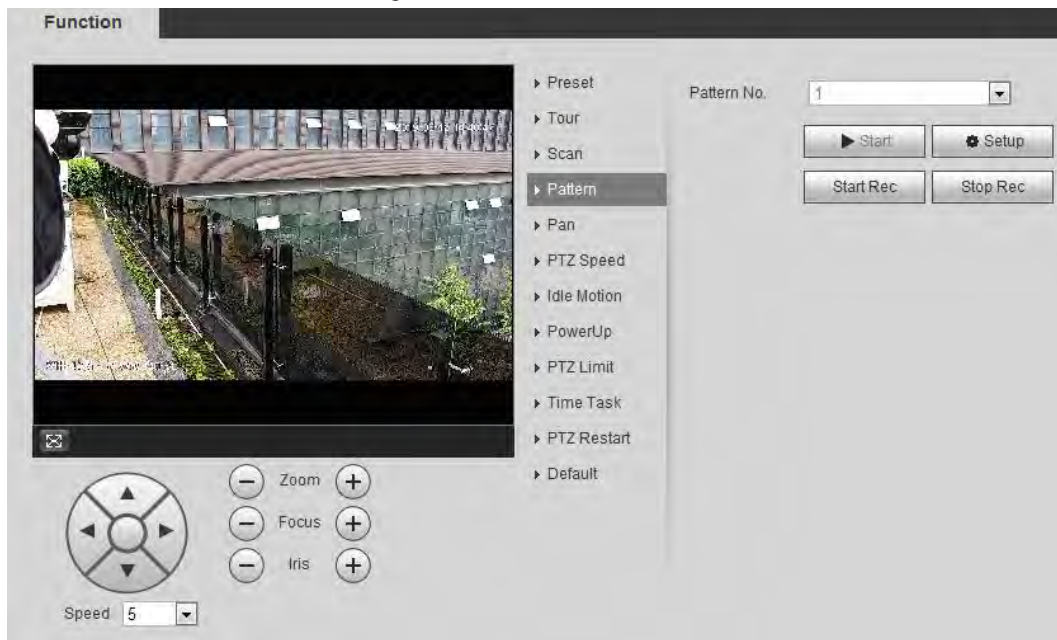 Function
Preset
Tour
Scan
Pattern
Pan
PTZ Speed
Idle Motion
PowerUp
PTZ Limit
Time Task
PTZ Restart
Default
Pattern No.
1
Start
Setup
Start Rec
Stop Rec
Zoom
Focus
Iris
Speed
5